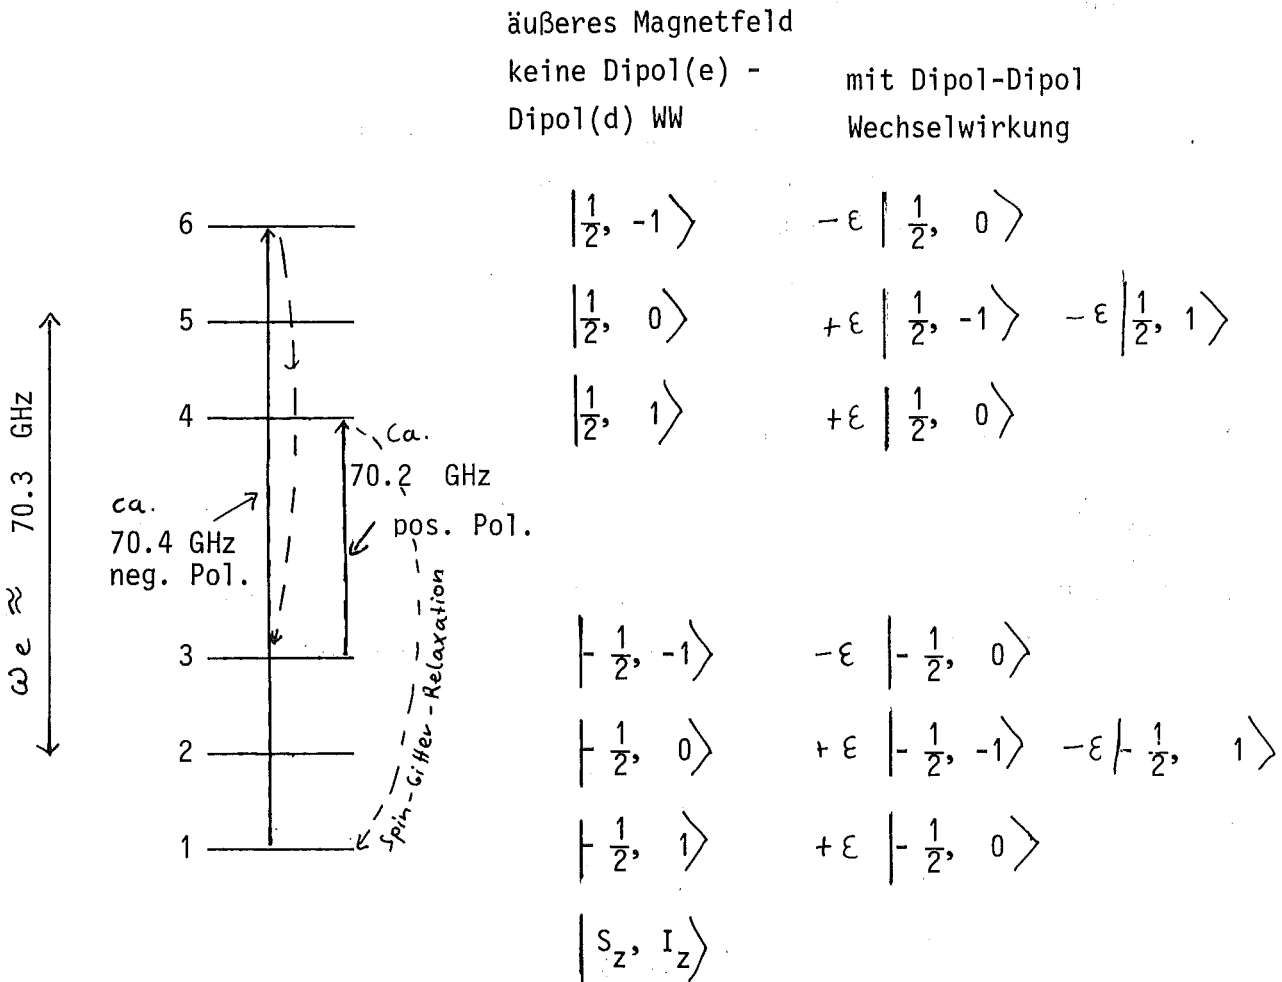 äußeres Magnetfeld
keine Dipol(e) -
Dipol(d) WW
mit Dipol-Dipol
Wechselwirkung
6
|1/2, -1⟩ -ε |1/2, 0⟩
5
|1/2, 0⟩ +ε |1/2, -1⟩ -ε |1/2, 1⟩
4
|1/2, 1⟩ +ε |1/2, 0⟩
ca.
70.2 GHz
pos. Pol.
ca.
70.4 GHz
neg. Pol.
ωe ≈ 70.3 GHz
Spin-Gitter-Relaxation
3
|-1/2, -1⟩ -ε |-1/2, 0⟩
2
|-1/2, 0⟩ +ε |-1/2, -1⟩ -ε |-1/2, 1⟩
1
|-1/2, 1⟩ +ε |-1/2, 0⟩
|S_z, I_z⟩